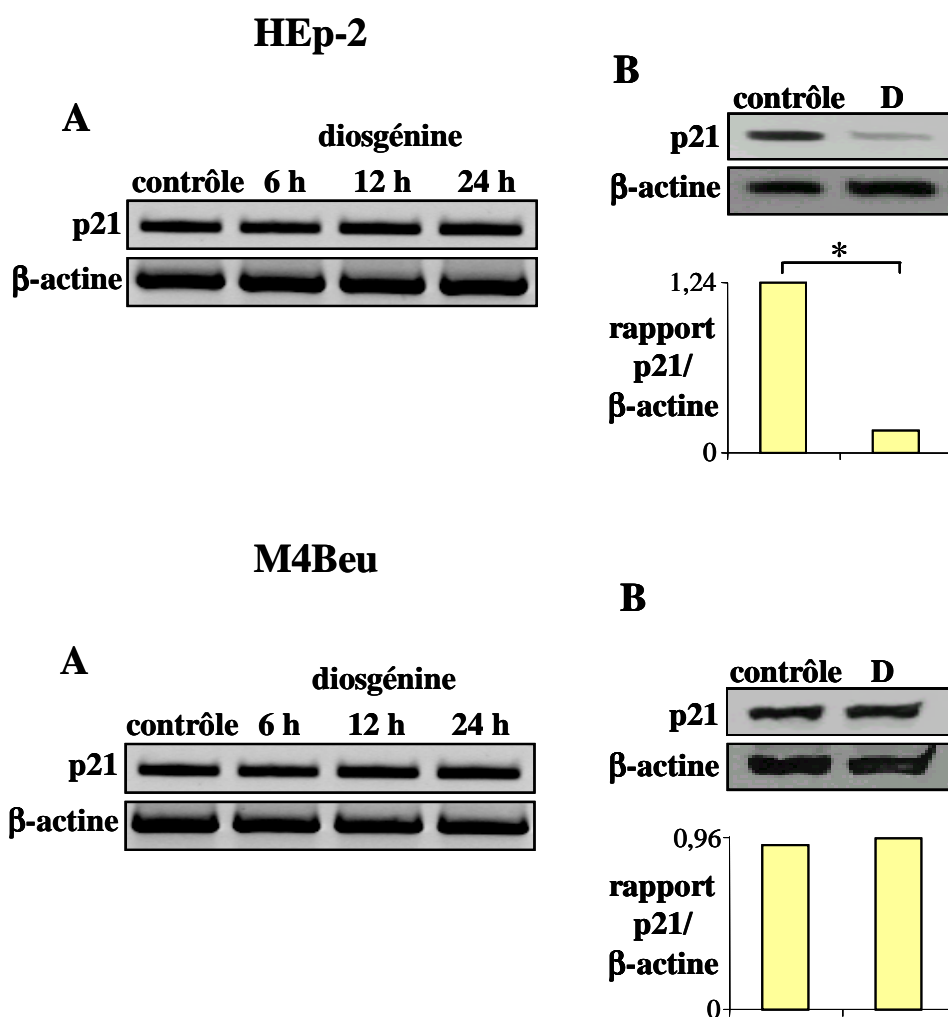 HEp-2
A
diosgénine
contrôle 6 h 12 h 24 h
p21
β-actine
B
contrôle D
p21
β-actine
*
1,24
rapport
p21/
β-actine
0
M4Beu
A
diosgénine
contrôle 6 h 12 h 24 h
p21
β-actine
B
contrôle D
p21
β-actine
0,96
rapport
p21/
β-actine
0